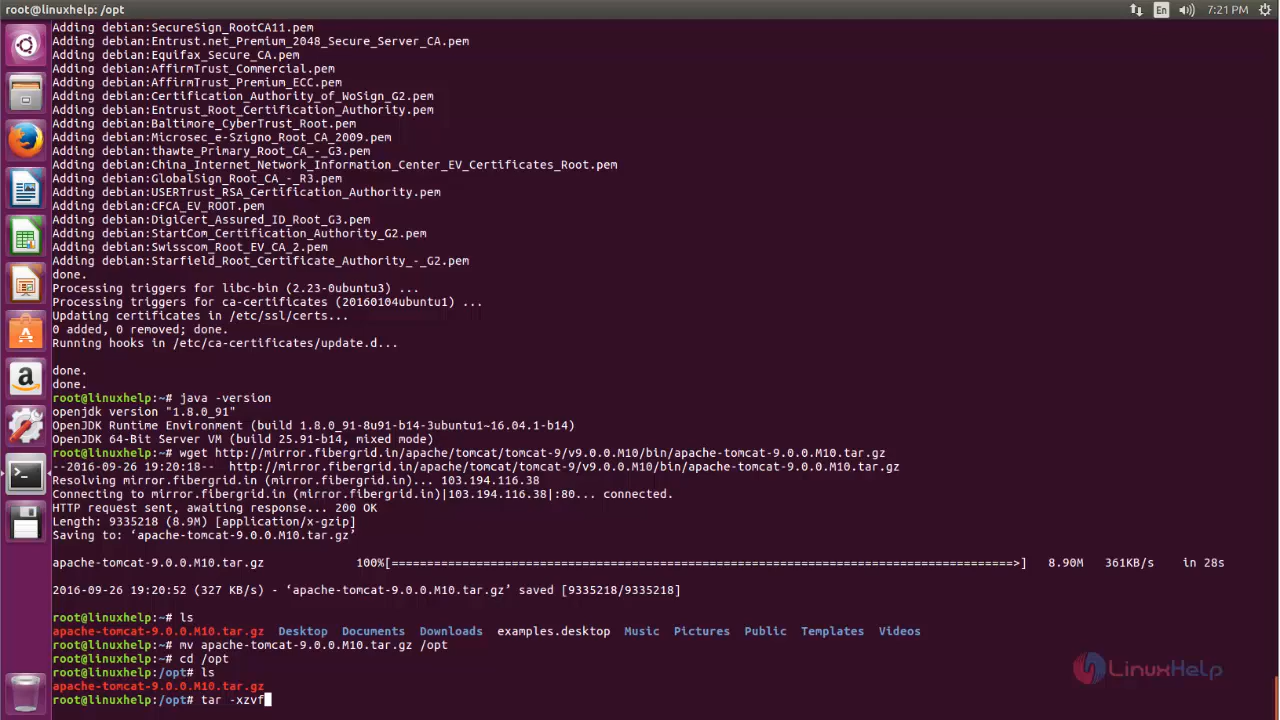 root@linuxhelp: /opt
En
7:21 PM
Adding debian:SecureSign_RootCA11.pem
Adding debian:Entrust.net_Premium_2048_Secure_Server_CA.pem
Adding debian:Equifax_Secure_CA.pem
Adding debian:AffirmTrust_Commercial.pem
Adding debian:AffirmTrust_Premium_ECC.pem
Adding debian:Certification_Authority_of_WoSign_G2.pem
Adding debian:Entrust_Root_Certification_Authority.pem
Adding debian:Baltimore_CyberTrust_Root.pem
Adding debian:Microsec_e-Szigno_Root_CA_2009.pem
Adding debian:thawte_Primary_Root_CA_-_G3.pem
Adding debian:China_Internet_Network_Information_Center_EV_Certificates_Root.pem
Adding debian:GlobalSign_Root_CA_-_R3.pem
Adding debian:USERTrust_RSA_Certification_Authority.pem
Adding debian:CFCA_EV_ROOT.pem
Adding debian:DigiCert_Assured_ID_Root_G3.pem
Adding debian:StartCom_Certification_Authority_G2.pem
Adding debian:Swisscom_Root_EV_CA_2.pem
Adding debian:Starfield_Root_Certificate_Authority_-_G2.pem
done.
Processing triggers for libc-bin (2.23-0ubuntu3) ...
Processing triggers for ca-certificates (20160104ubuntu1) ...
Updating certificates in /etc/ssl/certs...
0 added, 0 removed; done.
Running hooks in /etc/ca-certificates/update.d...
done.
done.
root@linuxhelp:~# java -version
openjdk version "1.8.0_91"
OpenJDK Runtime Environment (build 1.8.0_91-8u91-b14-3ubuntu1~16.04.1-b14)
OpenJDK 64-Bit Server VM (build 25.91-b14, mixed mode)
root@linuxhelp:~# wget http://mirror.fibergrid.in/apache/tomcat/tomcat-9/v9.0.0.M10/bin/apache-tomcat-9.0.0.M10.tar.gz
--2016-09-26 19:20:18--  http://mirror.fibergrid.in/apache/tomcat/tomcat-9/v9.0.0.M10/bin/apache-tomcat-9.0.0.M10.tar.gz
Resolving mirror.fibergrid.in (mirror.fibergrid.in)... 103.194.116.38
Connecting to mirror.fibergrid.in (mirror.fibergrid.in)|103.194.116.38|:80... connected.
HTTP request sent, awaiting response... 200 OK
Length: 9335218 (8.9M) [application/x-gzip]
Saving to: ‘apache-tomcat-9.0.0.M10.tar.gz’
apache-tomcat-9.0.0.M10.tar.gz 100%[=======================================================================================>] 8.90M 361KB/s in 28s
2016-09-26 19:20:52 (327 KB/s) - ‘apache-tomcat-9.0.0.M10.tar.gz’ saved [9335218/9335218]
root@linuxhelp:~# ls
apache-tomcat-9.0.0.M10.tar.gz Desktop Documents Downloads examples.desktop Music Pictures Public Templates Videos
root@linuxhelp:~# mv apache-tomcat-9.0.0.M10.tar.gz /opt
root@linuxhelp:~# cd /opt
root@linuxhelp:/opt# ls
apache-tomcat-9.0.0.M10.tar.gz
root@linuxhelp:/opt# tar -xzvf
LinuxHelp